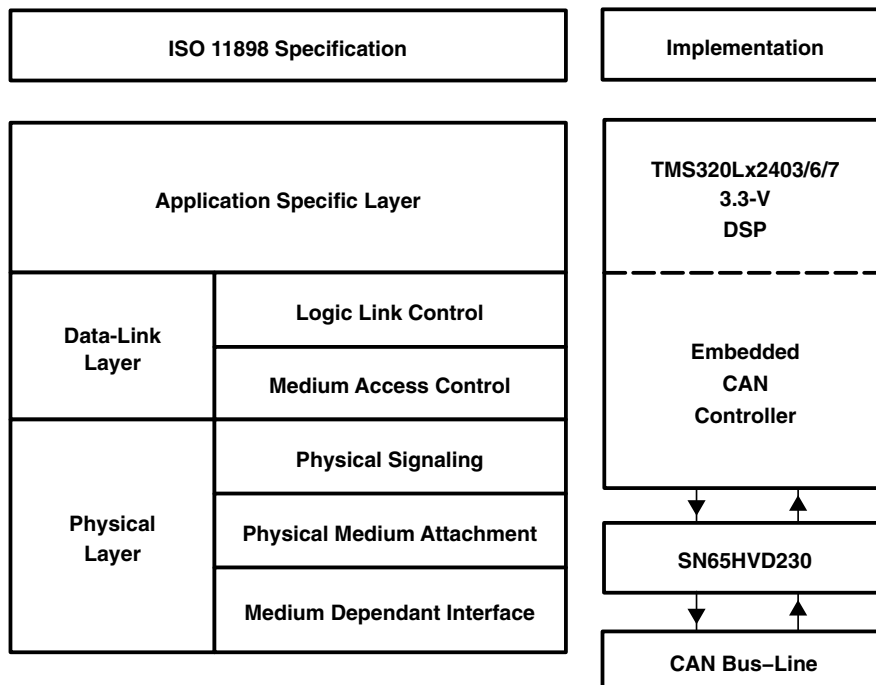 ISO 11898 Specification
Implementation
Application Specific Layer
TMS320Lx2403/6/7
3.3-V
DSP
Data-Link
Layer
Logic Link Control
Medium Access Control
Embedded
CAN
Controller
Physical
Layer
Physical Signaling
Physical Medium Attachment
Medium Dependant Interface
SN65HVD230
CAN Bus–Line